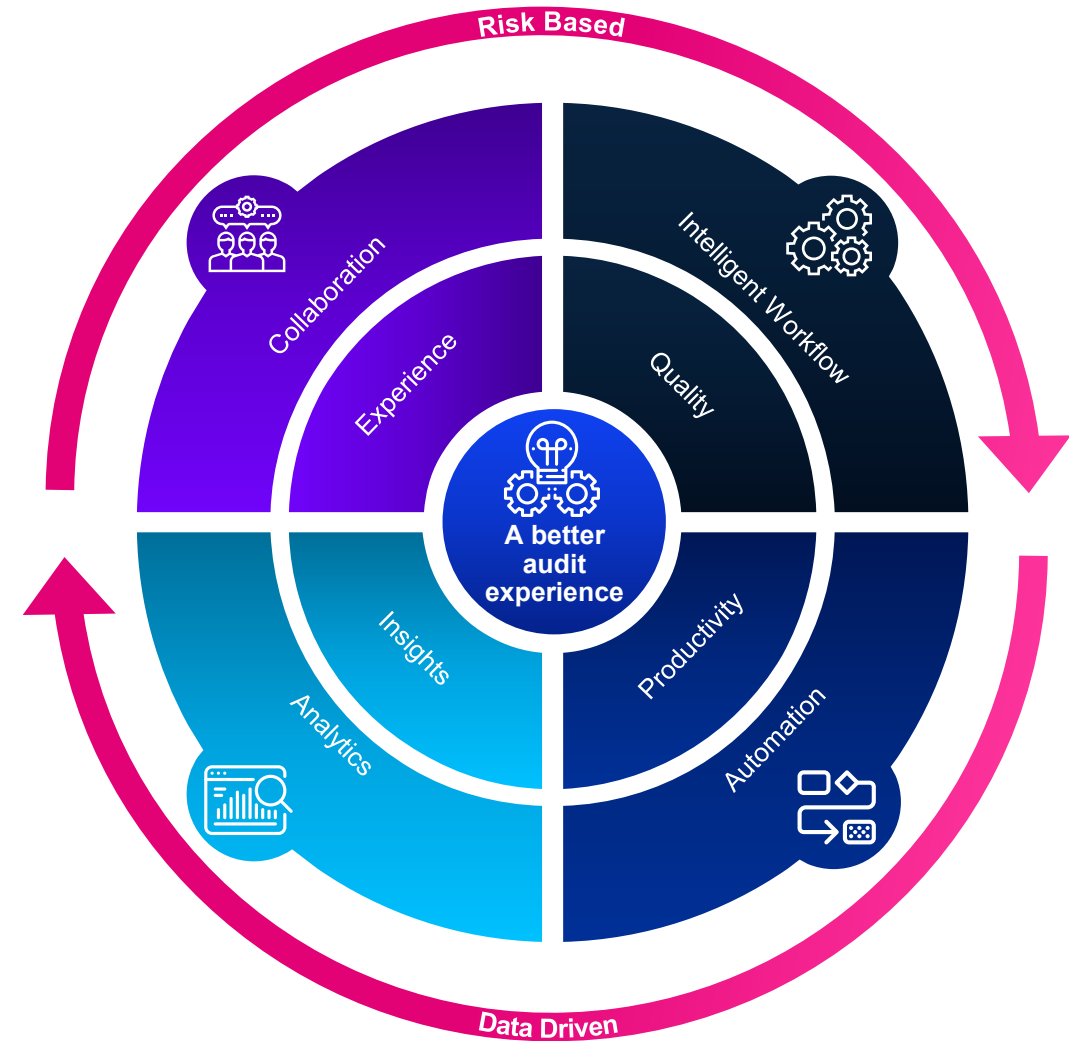 Risk Based
Collaboration
Intelligent Workflow
Experience
Quality
A better
audit
experience
Insights
Productivity
Analytics
Automation
Data Driven